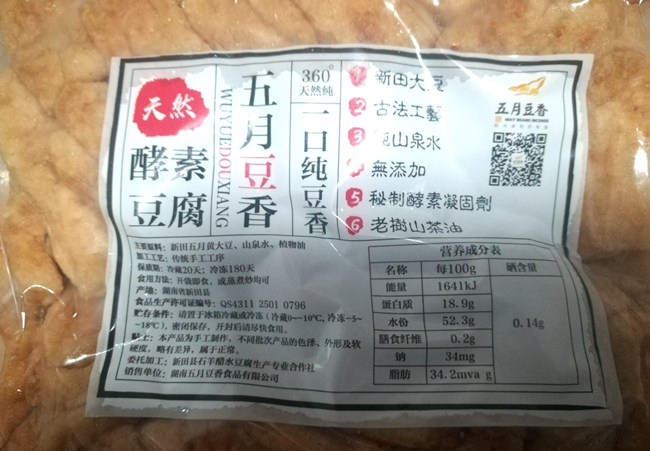 天然
酵素
豆腐
五月豆香
WUYUEDOUXIANG
360°
天然纯
一口纯豆香
1 新田大豆
2 古法工藝
3 山泉水
4 無添加
5 秘制酵素凝固劑
6 老樹山茶油
五月豆香
主要原料：新田五月黄大豆、山泉水、植物油
加工工艺：传统手工工序
保质期：冷藏20天；冷冻180天
食用方法：开袋即食，或蒸煮炒均可
产地：湖南省新田县
食品生产许可证编号：QS4311 2501 0796
贮存条件：请置于冰箱冷藏或冷冻（冷藏0~-10℃,冷冻-5~
-18℃），密闭保存，开封后请尽快食用。
贴士：本产品为手工制作，不同批次产品的色泽、外形及软
硬度，略有差异，属于正常。
委托加工：新田县石羊醋水豆腐生产专业合作社
销售单位：湖南五月豆香食品有限公司
营养成分表
名称 每100g 硒含量
能量 1641kJ
蛋白质 18.9g
水份 52.3g 0.14g
膳食纤维 0.2g
钠 34mg
脂肪 34.2mva g